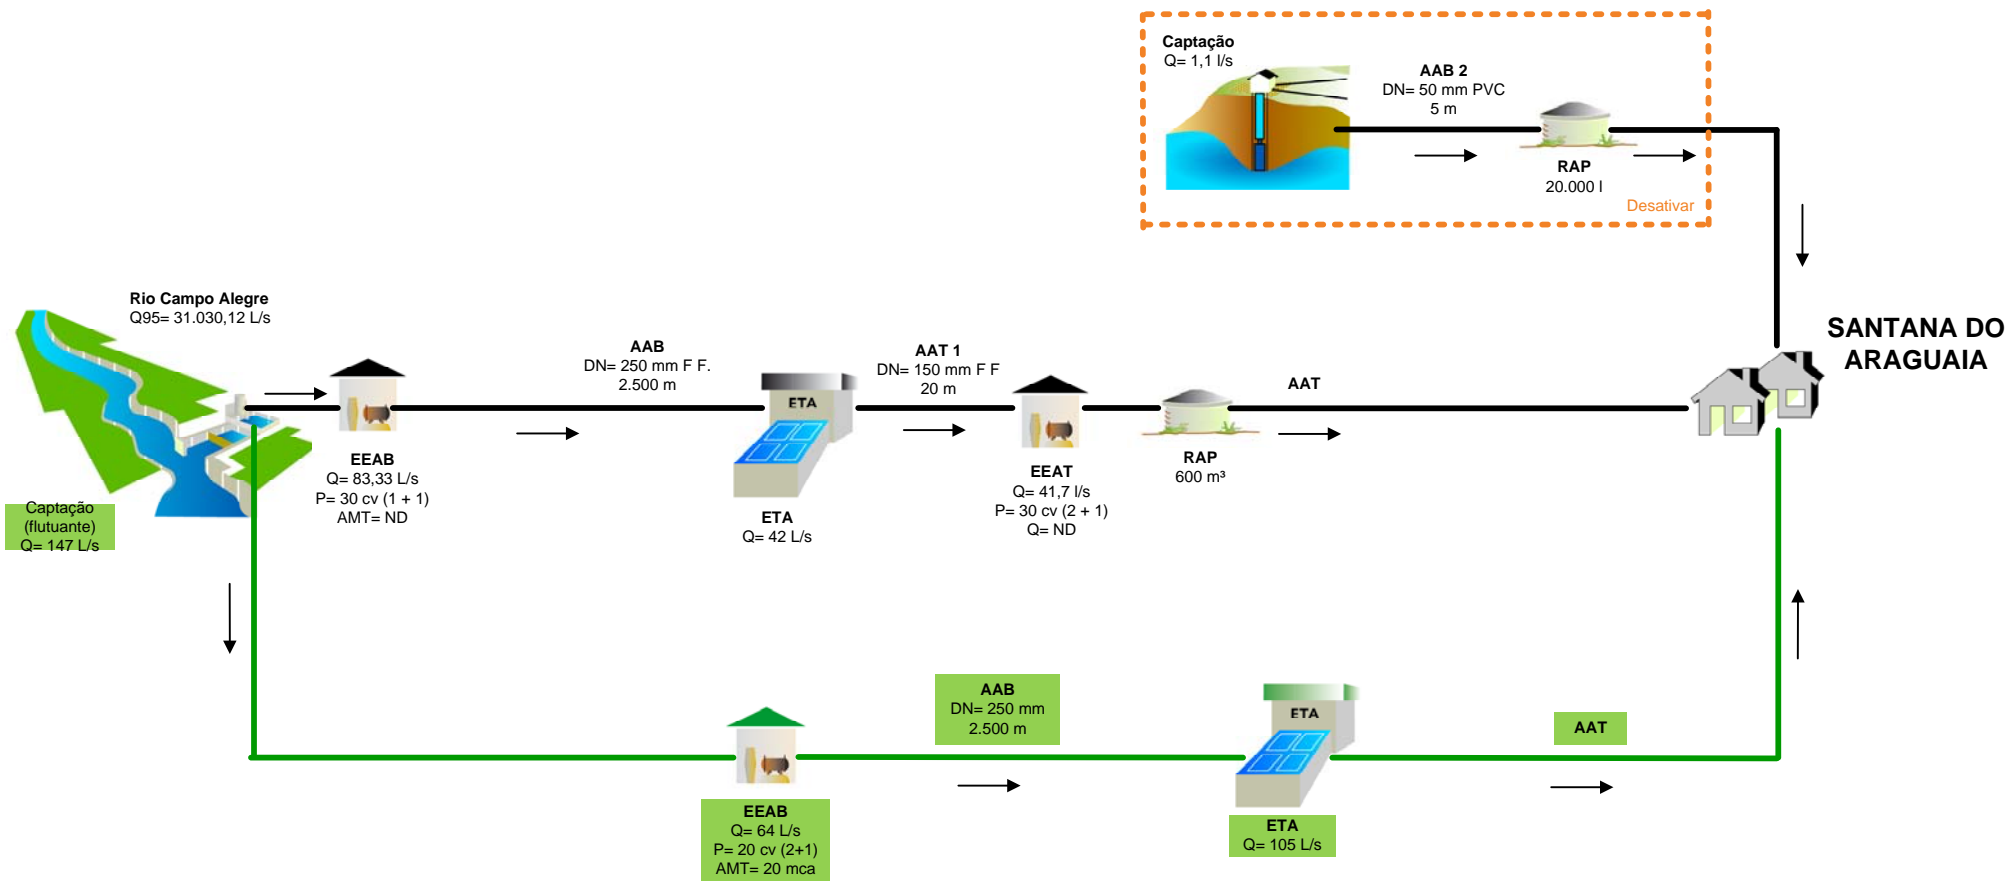 Captação
Q= 1,1 l/s
AAB 2
DN= 50 mm PVC
5 m
RAP
20.000 l
Desativar
Rio Campo Alegre
Q95= 31.030,12 L/s
SANTANA DO
ARAGUAIA
AAB
DN= 250 mm F F.
2.500 m
AAT 1
DN= 150 mm F F
20 m
AAT
ETA
EEAB
Q= 83,33 L/s
P= 30 cv (1 + 1)
AMT= ND
ETA
Q= 42 L/s
EEAT
Q= 41,7 l/s
P= 30 cv (2 + 1)
Q= ND
RAP
600 m³
Captação
(flutuante)
Q= 147 L/s
AAB
DN= 250 mm
2.500 m
ETA
AAT
EEAB
Q= 64 L/s
P= 20 cv (2+1)
AMT= 20 mca
ETA
Q= 105 L/s